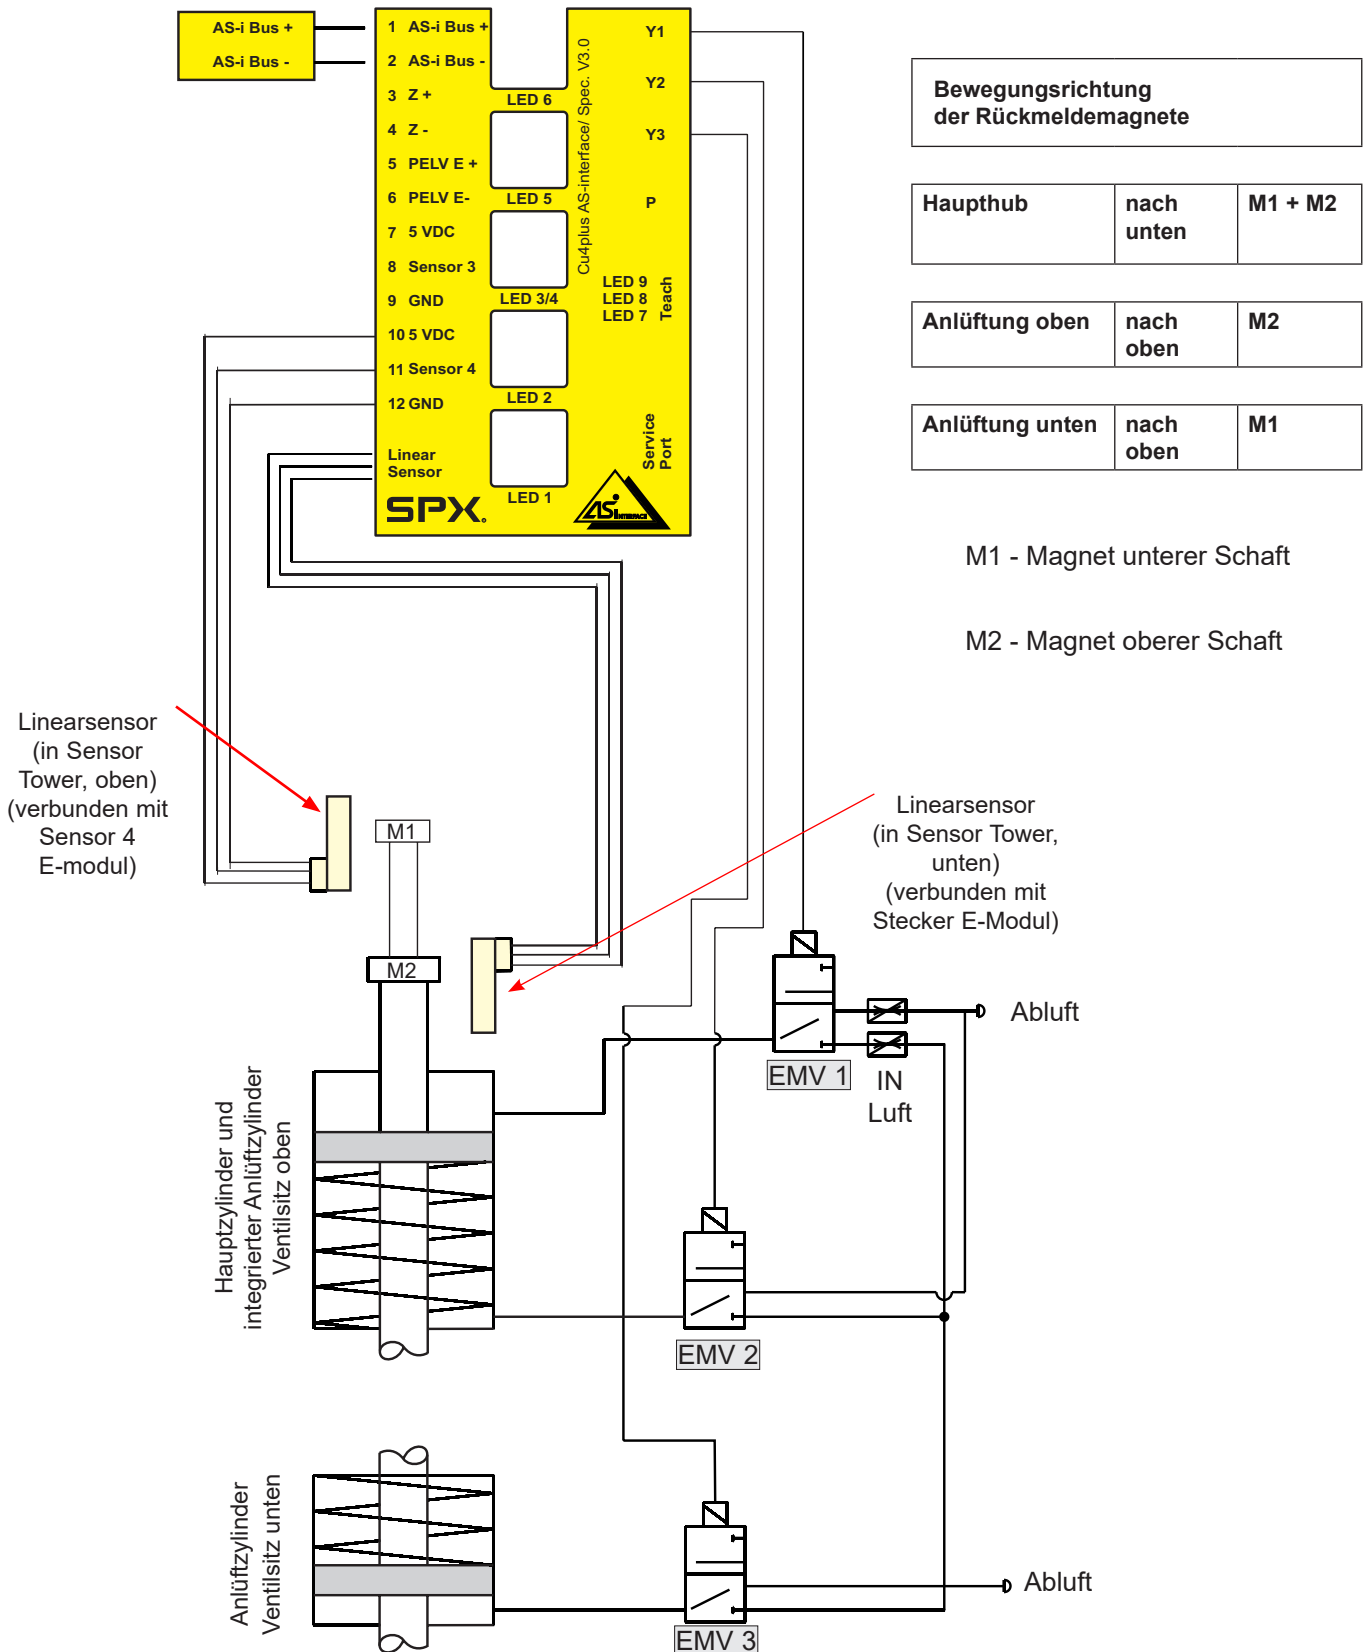 AS-i Bus +
AS-i Bus -
1 AS-i Bus +
2 AS-i Bus -
3 Z +
4 Z -
5 PELV E +
6 PELV E-
7 5 VDC
8 Sensor 3
9 GND
10 5 VDC
11 Sensor 4
12 GND
Linear
Sensor
SPX
LED 6
LED 5
LED 3/4
LED 2
LED 1
Cu4plus AS-interface/ Spec. V3.0
Y1
Y2
Y3
P
LED 9
LED 8
LED 7
Teach
Service
Port
ASi INTERFACE
Bewegungsrichtung
der Rückmeldemagnete
Haupthub nach M1 + M2
unten
Anlüftung oben nach M2
oben
Anlüftung unten nach M1
oben
M1 - Magnet unterer Schaft
M2 - Magnet oberer Schaft
Linearsensor
(in Sensor
Tower, oben)
(verbunden mit
Sensor 4
E-modul)
M1
M2
Linearsensor
(in Sensor Tower,
unten)
(verbunden mit
Stecker E-Modul)
Abluft
EMV 1
IN
Luft
Hauptzylinder und
integrierter Anlüftzylinder
Ventilsitz oben
EMV 2
Anlüftzylinder
Ventilsitz unten
Abluft
EMV 3